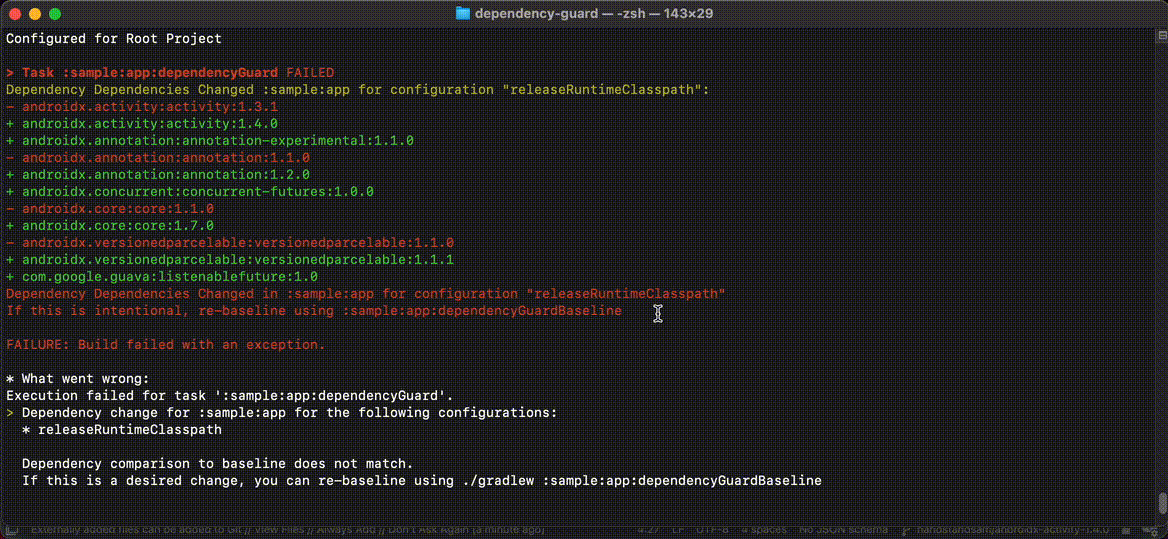 dependency-guard — -zsh — 143×29
Configured for Root Project
> Task :sample:app:dependencyGuard FAILED
Dependency Dependencies Changed :sample:app for configuration "releaseRuntimeClasspath":
- androidx.activity:activity:1.3.1
+ androidx.activity:activity:1.4.0
+ androidx.annotation:annotation-experimental:1.1.0
- androidx.annotation:annotation:1.1.0
+ androidx.annotation:annotation:1.2.0
+ androidx.concurrent:concurrent-futures:1.0.0
- androidx.core:core:1.1.0
+ androidx.core:core:1.7.0
- androidx.versionedparcelable:versionedparcelable:1.1.0
+ androidx.versionedparcelable:versionedparcelable:1.1.1
+ com.google.guava:listenablefuture:1.0
Dependency Dependencies Changed in :sample:app for configuration "releaseRuntimeClasspath"
If this is intentional, re-baseline using :sample:app:dependencyGuardBaseline
FAILURE: Build failed with an exception.
* What went wrong:
Execution failed for task ':sample:app:dependencyGuard'.
> Dependency change for :sample:app for the following configurations:
* releaseRuntimeClasspath
Dependency comparison to baseline does not match.
If this is a desired change, you can re-baseline using ./gradlew :sample:app:dependencyGuardBaseline
Externally added files can be added to Git // View Files // Always Add // Don't Ask Again (3 minute ago) 4:27 LF UTF-8 4 spaces No JSON schema handstandsam/androidx-activity-1.4.0